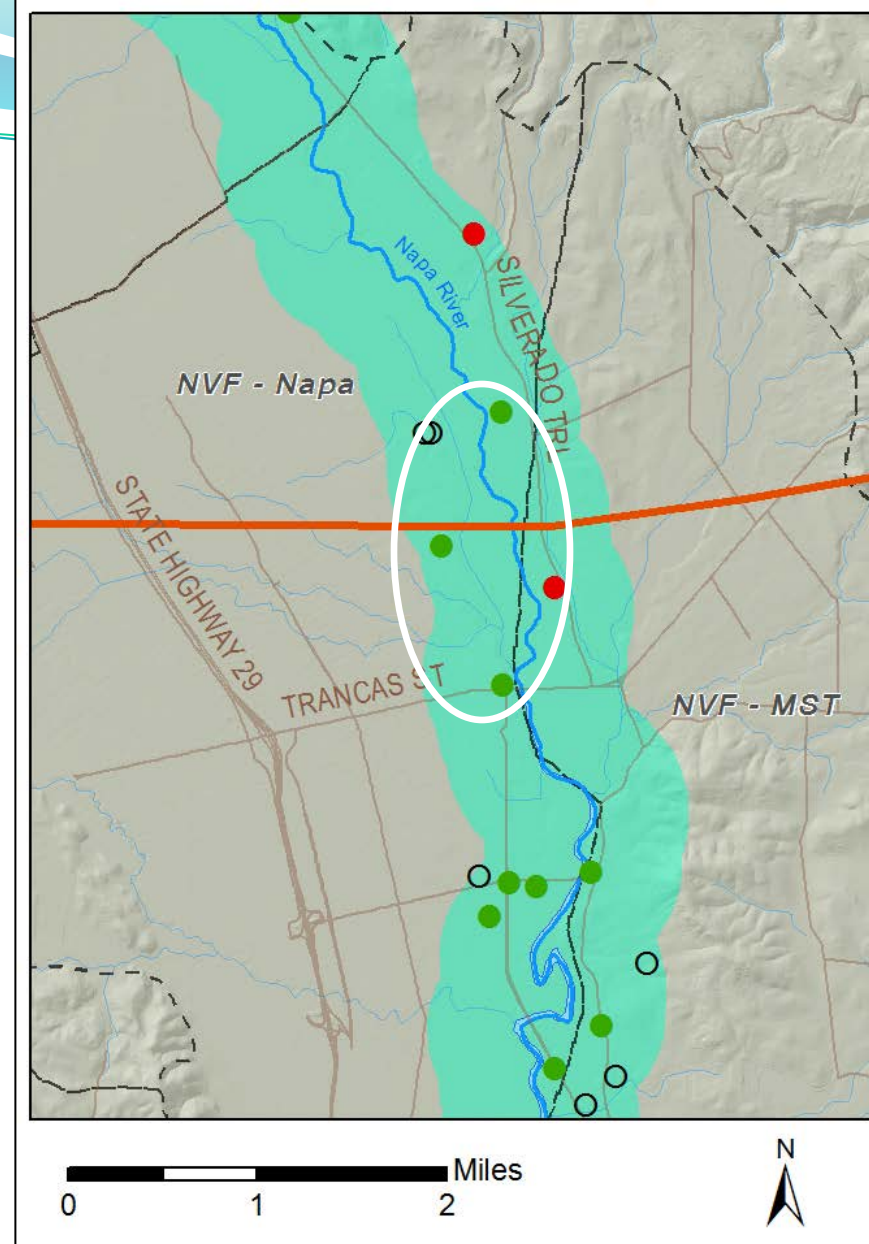 Napa River
SILVERADO TRL
NVF - Napa
STATE HIGHWAY 29
TRANCAS ST
NVF - MST
Miles
0 1 2
N